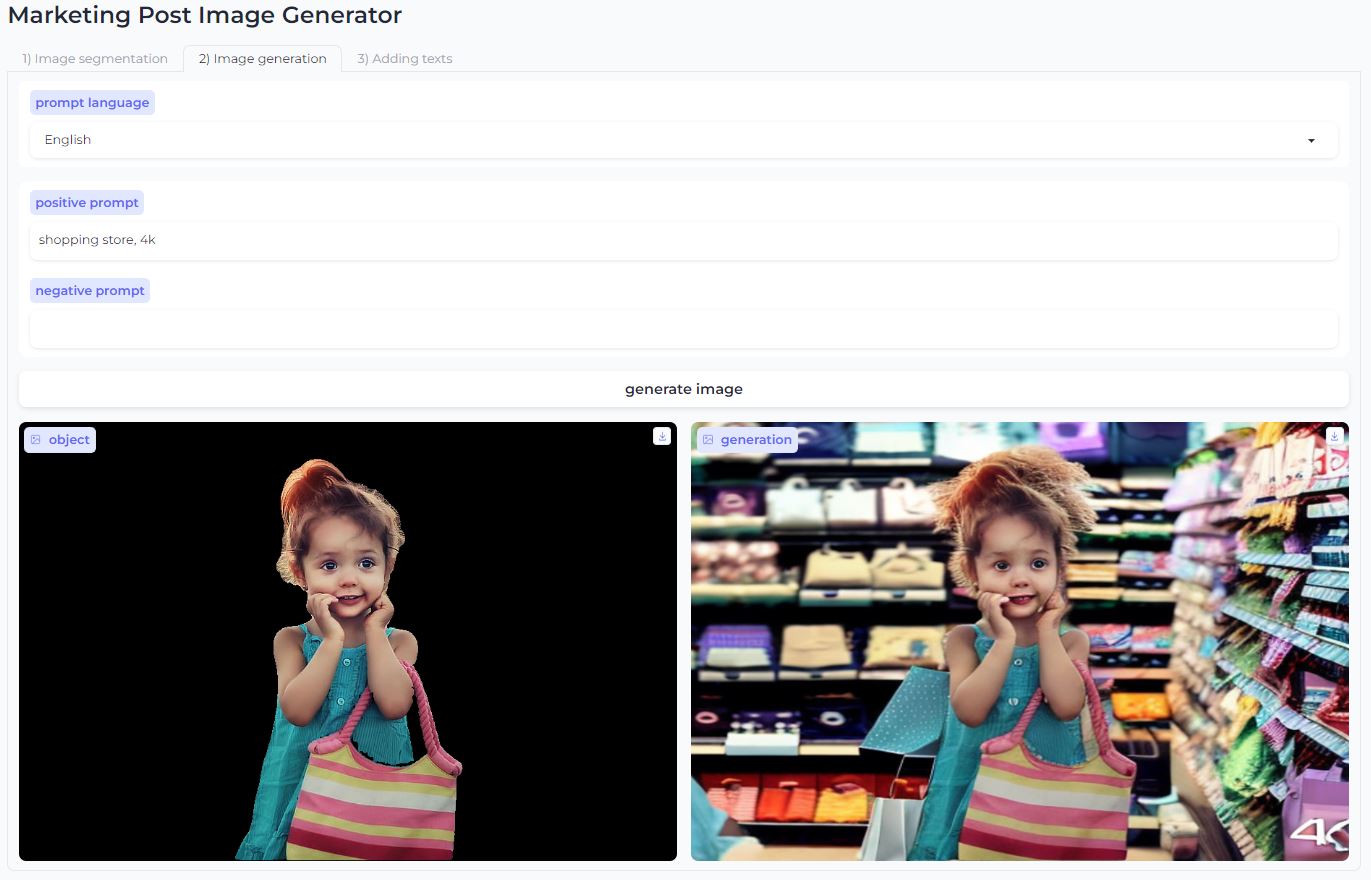 Marketing Post Image Generator
1) Image segmentation
2) Image generation
3) Adding texts
prompt language
English
positive prompt
shopping store, 4k
negative prompt
generate image
object
generation
4K